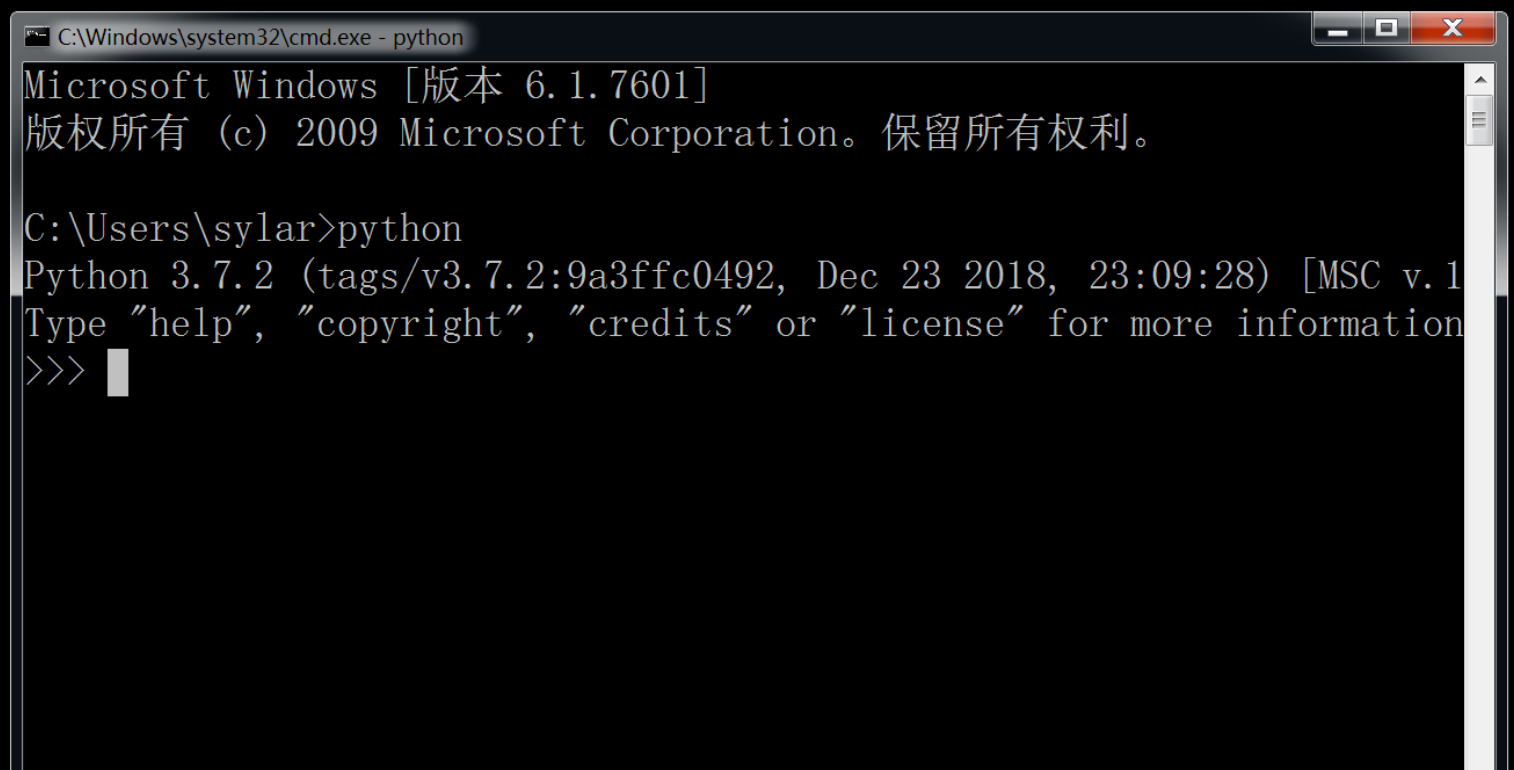 C:\Windows\system32\cmd.exe - python
Microsoft Windows [版本 6.1.7601]
版权所有 (c) 2009 Microsoft Corporation。保留所有权利。
C:\Users\sylar>python
Python 3.7.2 (tags/v3.7.2:9a3ffc0492, Dec 23 2018, 23:09:28) [MSC v.1
Type "help", "copyright", "credits" or "license" for more information
>>>